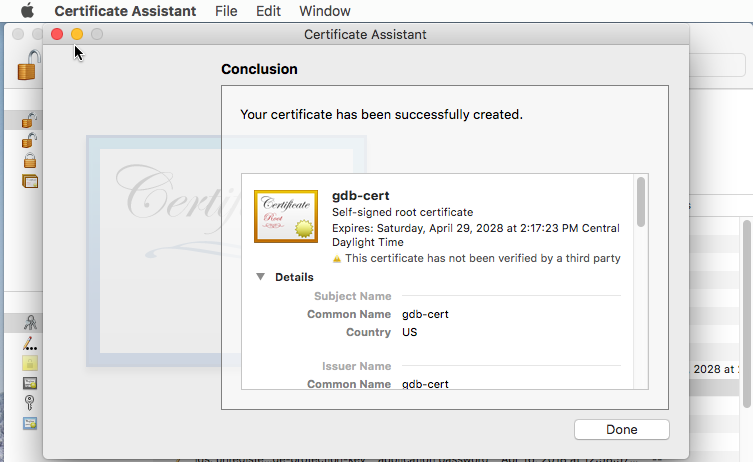 Certificate Assistant File Edit Window
Certificate Assistant
Conclusion
Your certificate has been successfully created.
Certificate
Root
gdb-cert
Self-signed root certificate
Expires: Saturday, April 29, 2028 at 2:17:23 PM Central
Daylight Time
This certificate has not been verified by a third party
Details
Subject Name
Common Name gdb-cert
Country US
Issuer Name
Common Name gdb-cert
2028 at
Done